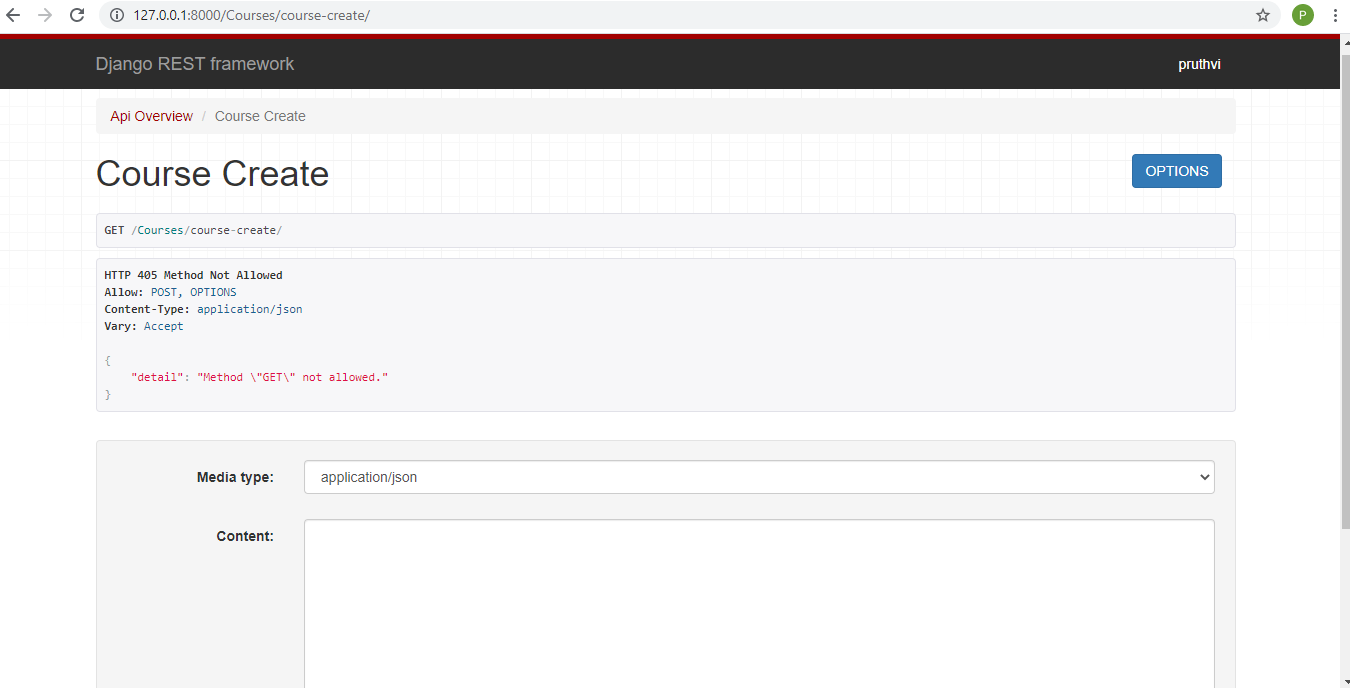 127.0.0.1:8000/Courses/course-create/
P
Django REST framework
pruthvi
Api Overview / Course Create
Course Create
OPTIONS
GET /Courses/course-create/
HTTP 405 Method Not Allowed
Allow: POST, OPTIONS
Content-Type: application/json
Vary: Accept
{
"detail": "Method \"GET\" not allowed."
}
Media type:
application/json
Content: